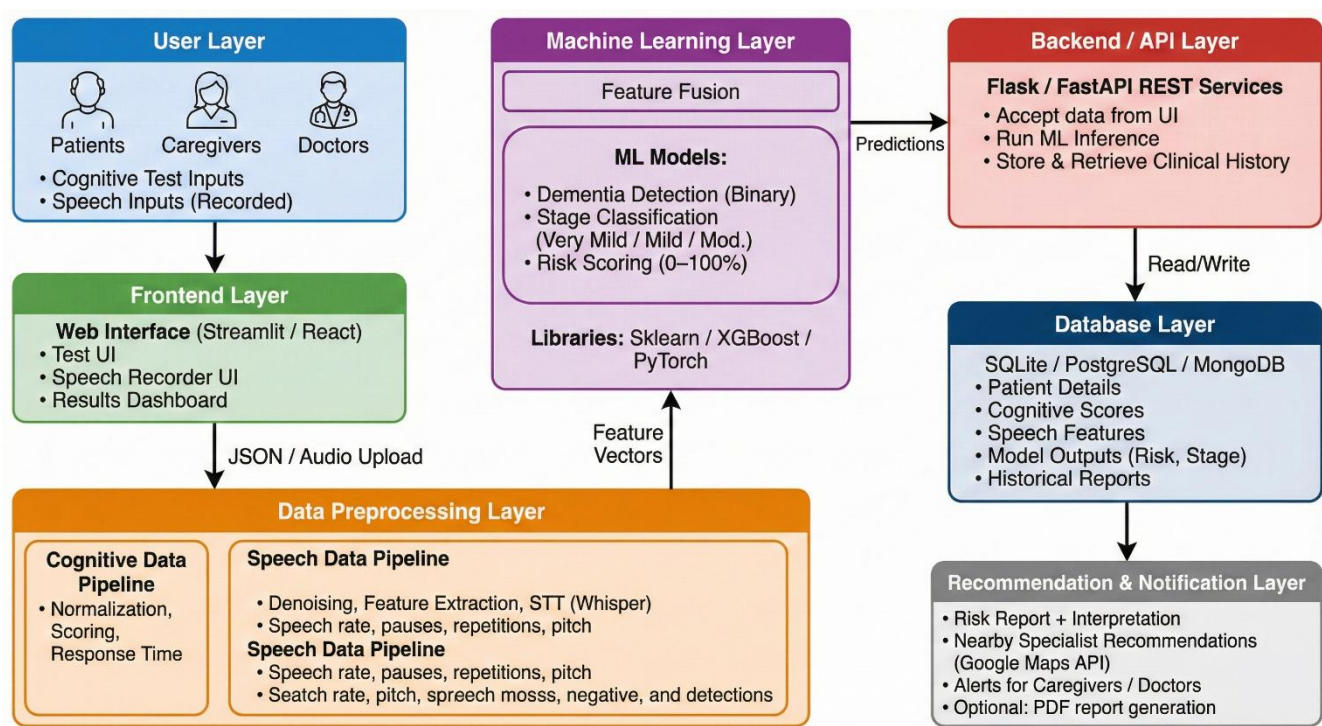 User Layer
Patients Caregivers Doctors
• Cognitive Test Inputs
• Speech Inputs (Recorded)
Frontend Layer
Web Interface (Streamlit / React)
• Test UI
• Speech Recorder UI
• Results Dashboard
JSON / Audio Upload
Data Preprocessing Layer
Cognitive Data
Pipeline
• Normalization,
Scoring,
Response Time
Speech Data Pipeline
• Denoising, Feature Extraction, STT (Whisper)
• Speech rate, pauses, repetitions, pitch
Speech Data Pipeline
• Speech rate, pauses, repetitions, pitch
• Seatch rate, pitch, spreech mosss, negative, and detections
Feature
Vectors
Machine Learning Layer
Feature Fusion
ML Models:
• Dementia Detection (Binary)
• Stage Classification
(Very Mild / Mild / Mod.)
• Risk Scoring (0–100%)
Libraries: Sklearn / XGBoost /
PyTorch
Predictions
Backend / API Layer
Flask / FastAPI REST Services
• Accept data from UI
• Run ML Inference
• Store & Retrieve Clinical History
Read/Write
Database Layer
SQLite / PostgreSQL / MongoDB
• Patient Details
• Cognitive Scores
• Speech Features
• Model Outputs (Risk, Stage)
• Historical Reports
Recommendation & Notification Layer
• Risk Report + Interpretation
• Nearby Specialist Recommendations
(Google Maps API)
• Alerts for Caregivers / Doctors
• Optional: PDF report generation